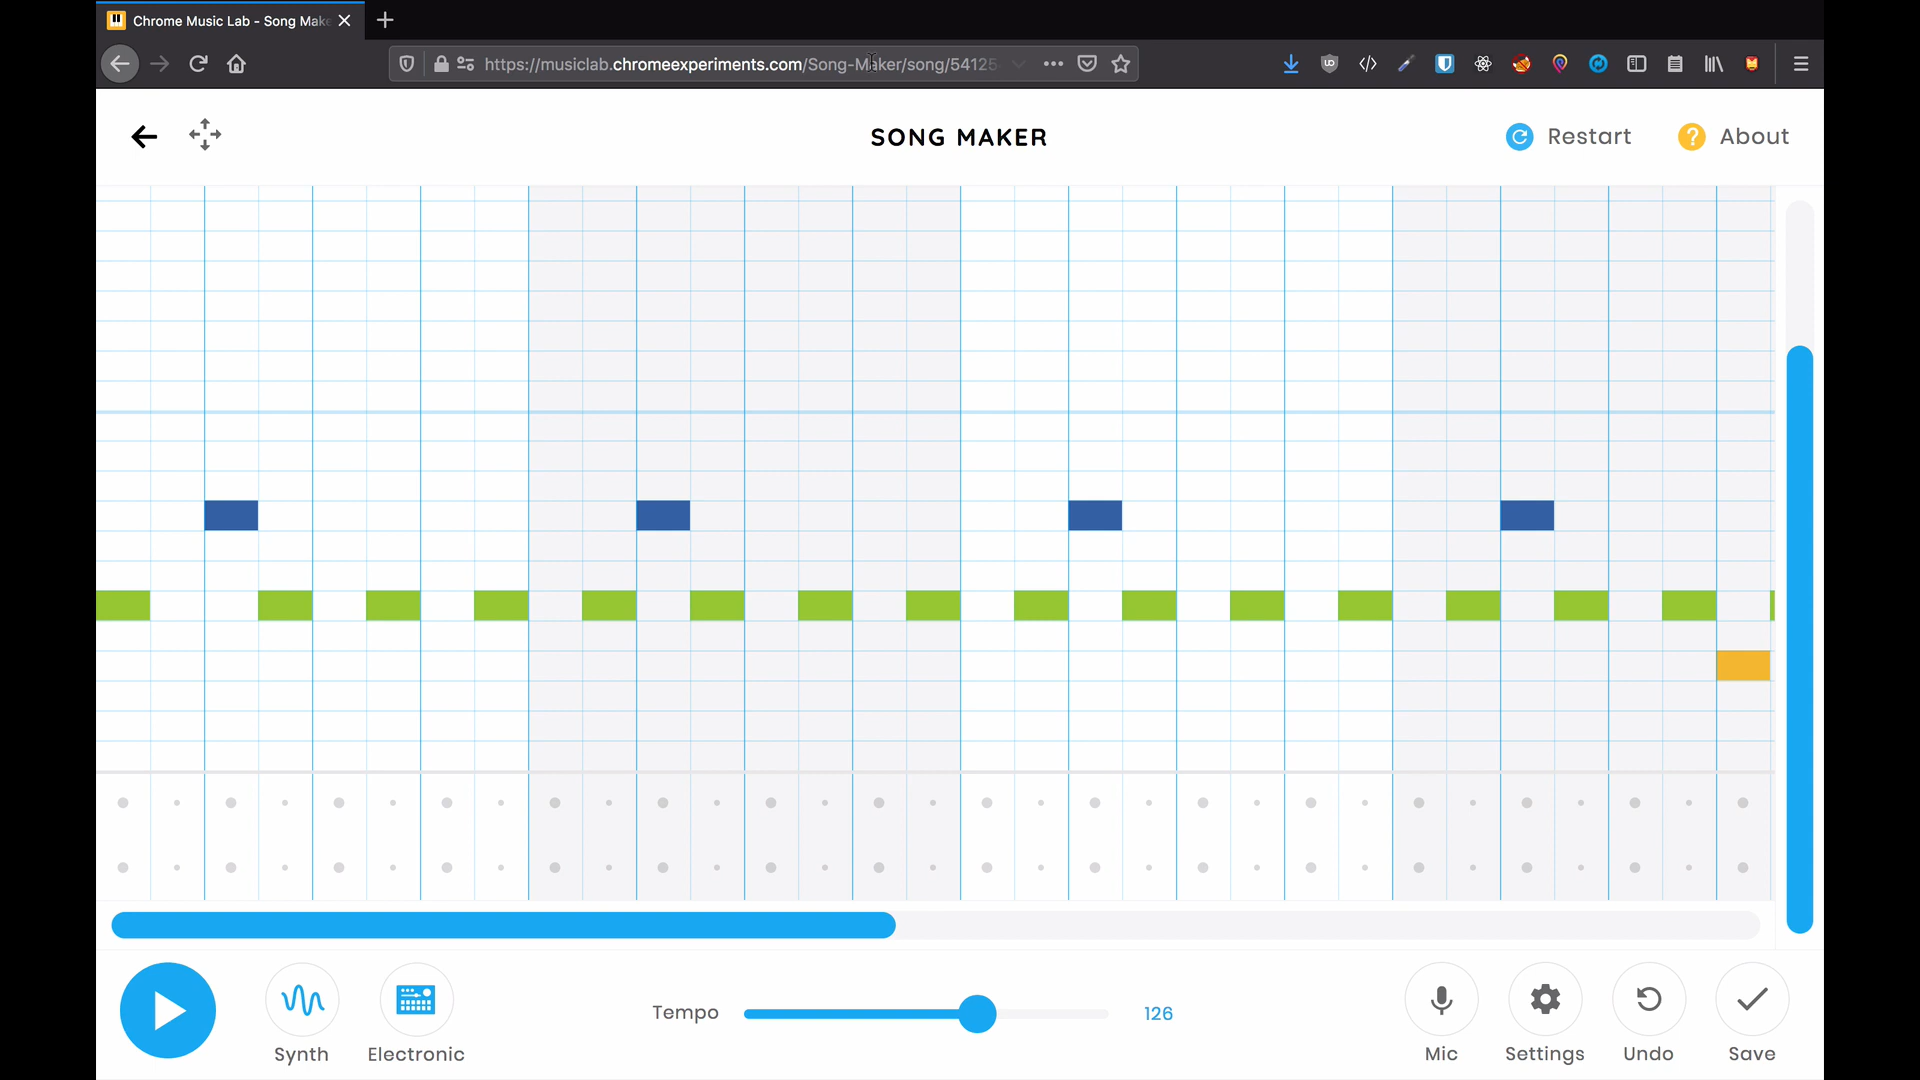 Chrome Music Lab - Song Make
https://musiclab.chromeexperiments.com/Song-Maker/song/54125
SONG MAKER
Restart
About
Tempo
126
Synth
Electronic
Mic
Settings
Undo
Save